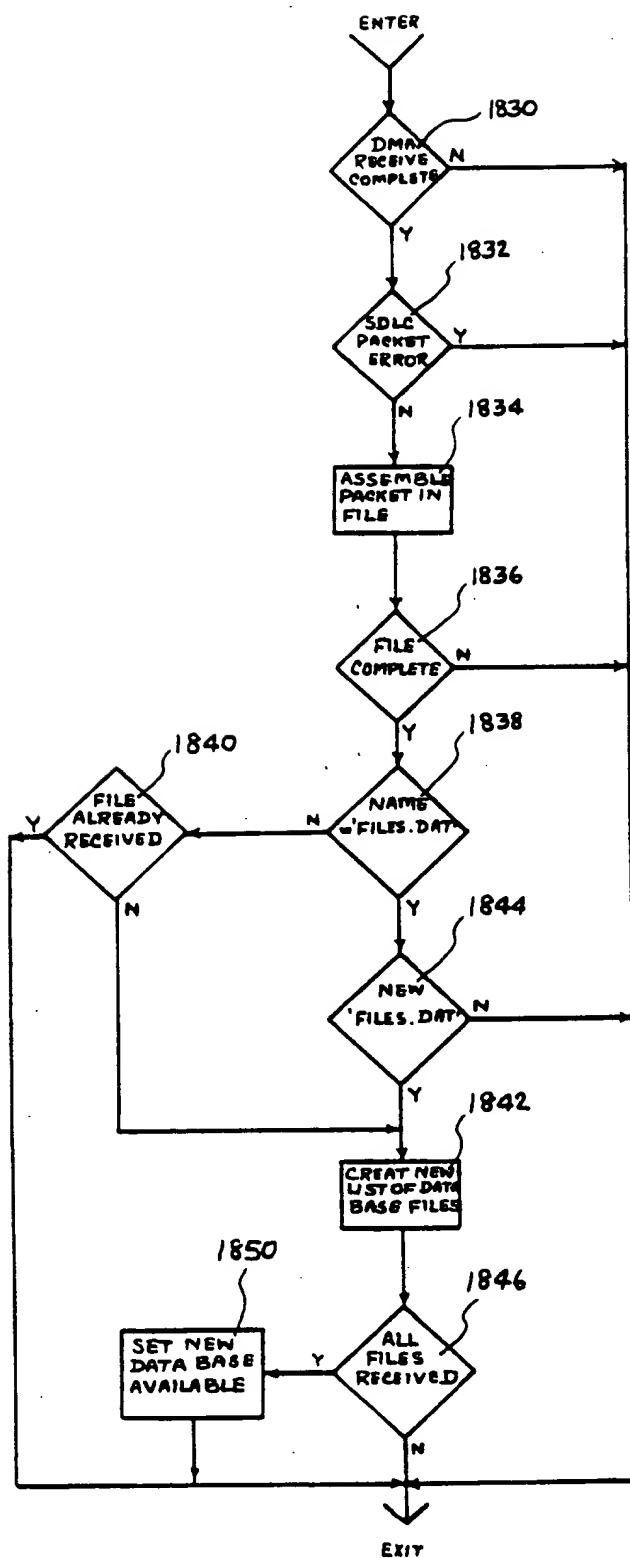 ENTER
1830
DMA
RECEIVE
COMPLETE
N
Y
1832
SDLC
PACKET
ERROR
Y
N
1834
ASSEMBLE
PACKET IN
FILE
1836
FILE
COMPLETE
N
Y
1838
NAME
='FILES.DAT'
N
Y
1840
FILE
ALREADY
RECEIVED
Y
N
1844
NEW
'FILES.DAT'
N
Y
1842
CREAT NEW
LIST OF DATA
BASE FILES
1846
ALL
FILES
RECEIVED
Y
N
1850
SET NEW
DATA BASE
AVAILABLE
EXIT